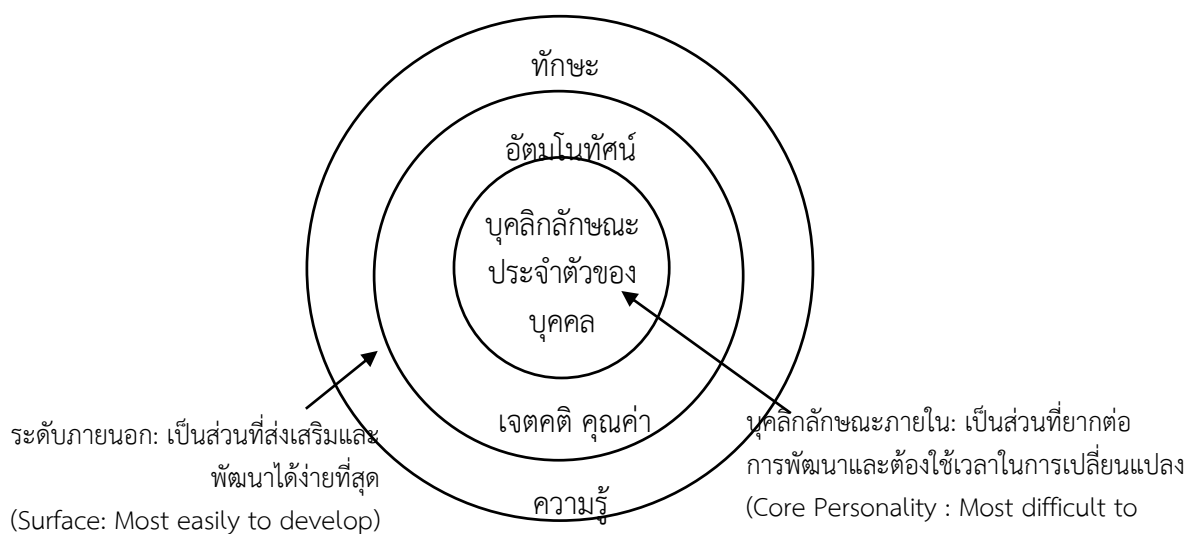 ทักษะ
อัตมโนทัศน์
บุคลิกลักษณะ
ประจำตัวของ
บุคคล
เจตคติ คุณค่า
ความรู้
ระดับภายนอก: เป็นส่วนที่ส่งเสริมและ
พัฒนาได้ง่ายที่สุด
(Surface: Most easily to develop)
บุคลิกลักษณะภายใน: เป็นส่วนที่ยากต่อ
การพัฒนาและต้องใช้เวลาในการเปลี่ยนแปลง
(Core Personality : Most difficult to